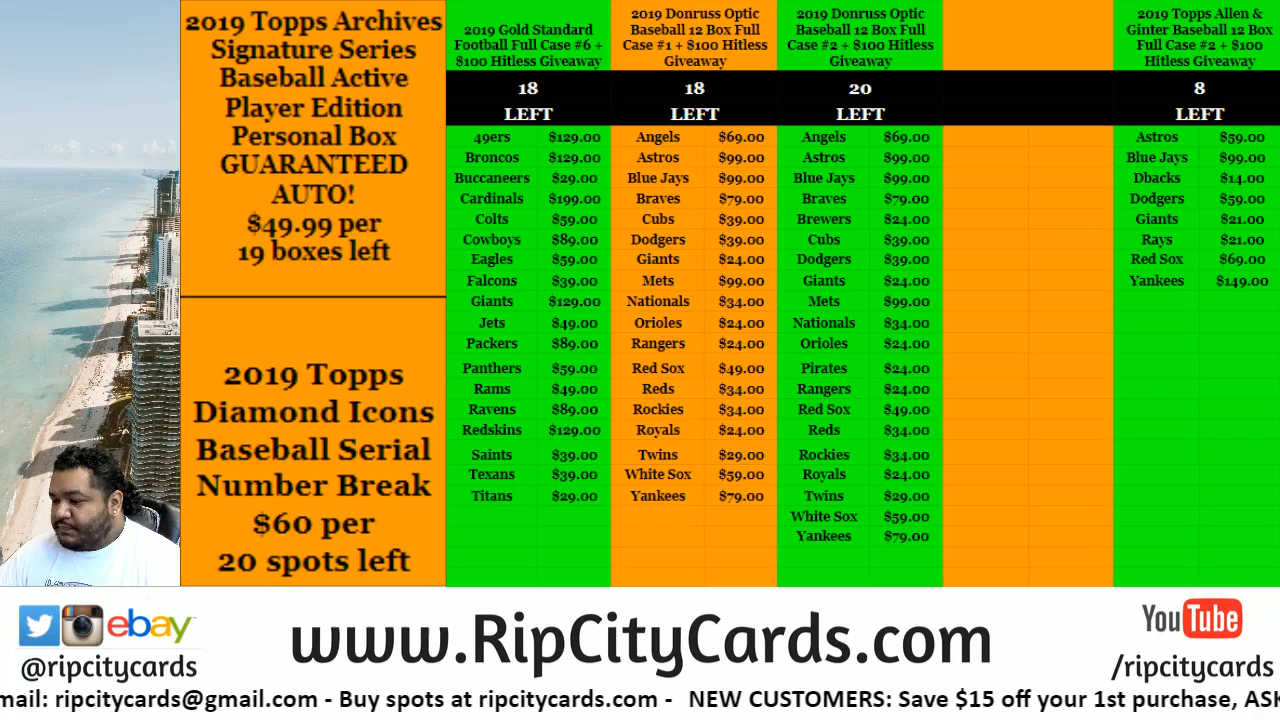 2019 Topps Archives
Signature Series
Baseball Active
Player Edition
Personal Box
GUARANTEED
AUTO!
$49.99 per
19 boxes left
2019 Topps
Diamond Icons
Baseball Serial
Number Break
$60 per
20 spots left
2019 Gold Standard
Football Full Case #6 +
$100 Hitless Giveaway
18
LEFT
49ers $129.00
Broncos $129.00
Buccaneers $29.00
Cardinals $199.00
Colts $59.00
Cowboys $89.00
Eagles $59.00
Falcons $39.00
Giants $129.00
Jets $49.00
Packers $89.00
Panthers $59.00
Rams $49.00
Ravens $89.00
Redskins $129.00
Saints $39.00
Texans $39.00
Titans $29.00
2019 Donruss Optic
Baseball 12 Box Full
Case #1 + $100 Hitless
Giveaway
18
LEFT
Angels $69.00
Astros $99.00
Blue Jays $99.00
Braves $79.00
Cubs $39.00
Dodgers $39.00
Giants $24.00
Mets $99.00
Nationals $34.00
Orioles $24.00
Rangers $24.00
Red Sox $49.00
Reds $34.00
Rockies $34.00
Royals $24.00
Twins $29.00
White Sox $59.00
Yankees $79.00
2019 Donruss Optic
Baseball 12 Box Full
Case #2 + $100 Hitless
Giveaway
20
LEFT
Angels $69.00
Astros $99.00
Blue Jays $99.00
Braves $79.00
Brewers $24.00
Cubs $39.00
Dodgers $39.00
Giants $24.00
Mets $99.00
Nationals $34.00
Orioles $24.00
Pirates $24.00
Rangers $24.00
Red Sox $49.00
Reds $34.00
Rockies $34.00
Royals $24.00
Twins $29.00
White Sox $59.00
Yankees $79.00
2019 Topps Allen &
Ginter Baseball 12 Box
Full Case #2 + $100
Hitless Giveaway
8
LEFT
Astros $59.00
Blue Jays $99.00
Dbacks $14.00
Dodgers $59.00
Giants $21.00
Rays $21.00
Red Sox $69.00
Yankees $149.00
ebay
@ripcitycards
www.RipCityCards.com
YouTube
/ripcitycards
mail: ripcitycards@gmail.com - Buy spots at ripcitycards.com - NEW CUSTOMERS: Save $15 off your 1st purchase, ASK